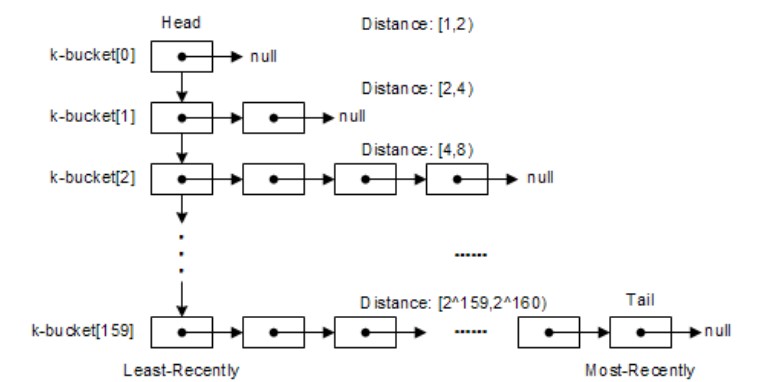 Head
Distance: [1,2)
k-bucket[0]
null
Distance: [2,4)
k-bucket[1]
null
Distance: [4,8)
k-bucket[2]
null
......
Distance: [2^159,2^160)
Tail
k-bucket[159]
......
null
Least-Recently
Most-Recently